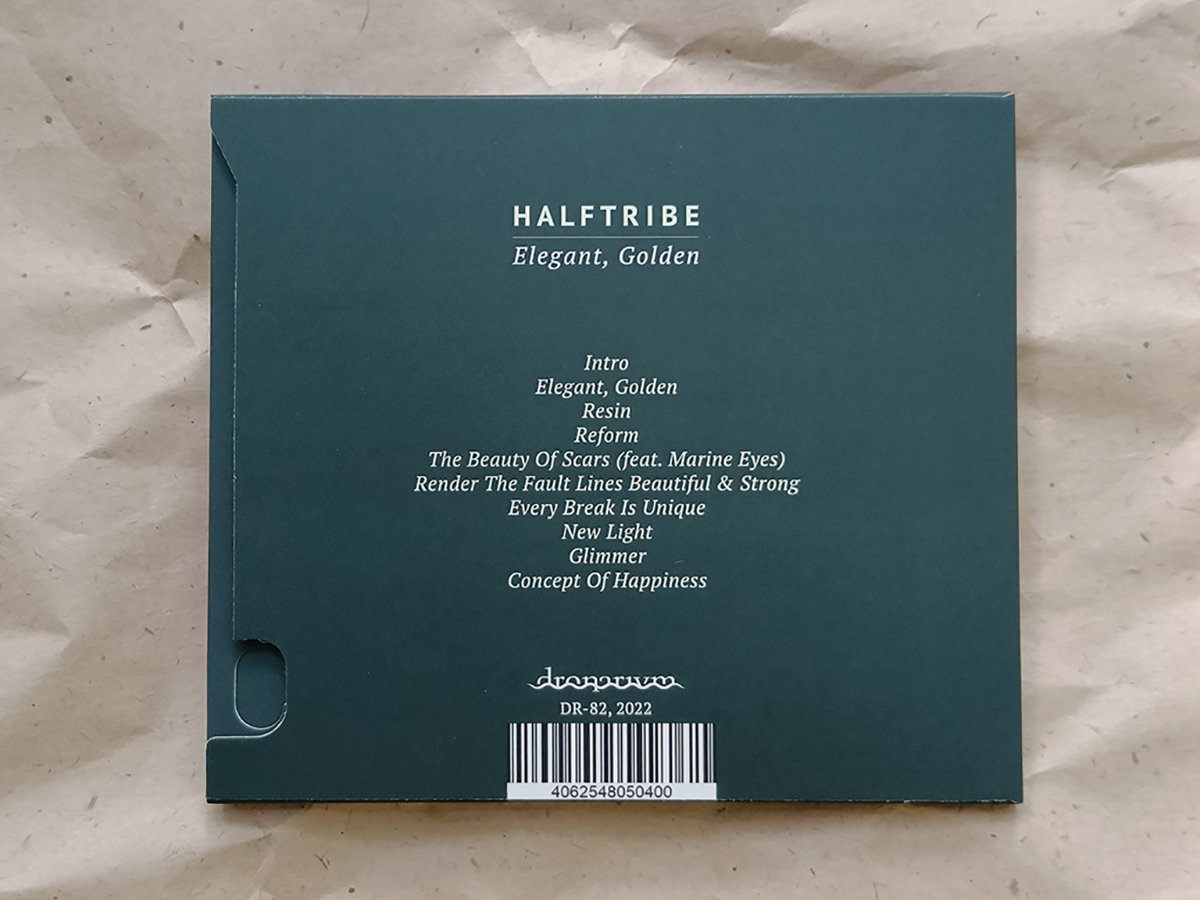 HALFTRIBE
Elegant, Golden
Intro
Elegant, Golden
Resin
Reform
The Beauty Of Scars (feat. Marine Eyes)
Render The Fault Lines Beautiful & Strong
Every Break Is Unique
New Light
Glimmer
Concept Of Happiness
dronarivm
DR-82, 2022
4062548050400